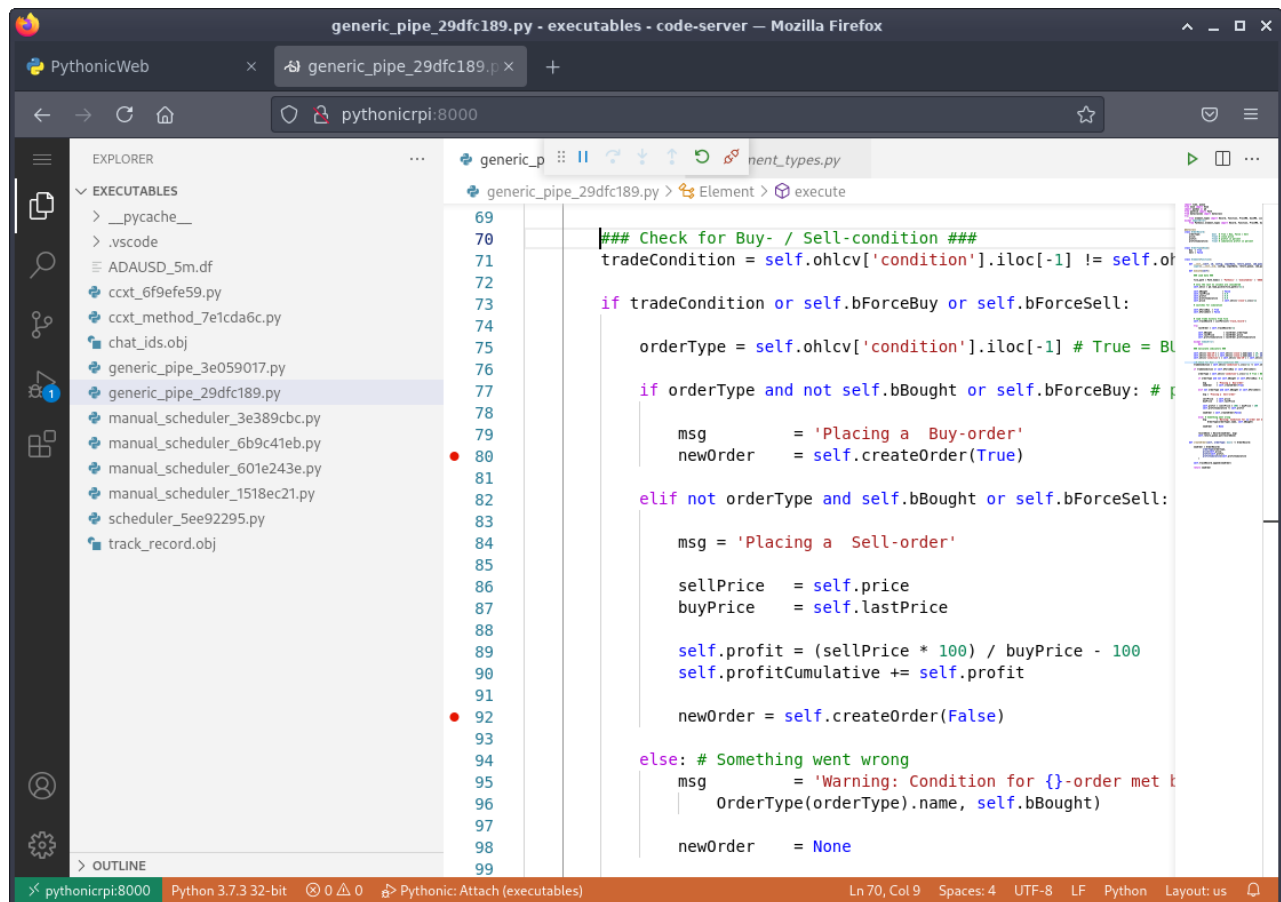 generic_pipe_29dfc189.py - executables - code-server — Mozilla Firefox
PythonicWeb
generic_pipe_29dfc189.p
pythonicrpi:8000
EXPLORER
EXECUTABLES
__pycache__
.vscode
ADAUSD_5m.df
ccxt_6f9efe59.py
ccxt_method_7e1cda6c.py
chat_ids.obj
generic_pipe_3e059017.py
generic_pipe_29dfc189.py
manual_scheduler_3e389cbc.py
manual_scheduler_6b9c41eb.py
manual_scheduler_601e243e.py
manual_scheduler_1518ec21.py
scheduler_5ee92295.py
track_record.obj
OUTLINE
1
generic_p
nent_types.py
generic_pipe_29dfc189.py > Element > execute
69
70 ### Check for Buy- / Sell-condition ###
71 tradeCondition = self.ohlcv['condition'].iloc[-1] != self.oh
72
73 if tradeCondition or self.bForceBuy or self.bForceSell:
74
75 orderType = self.ohlcv['condition'].iloc[-1] # True = BU
76
77 if orderType and not self.bBought or self.bForceBuy: # p
78
79 msg = 'Placing a  Buy-order'
80 newOrder = self.createOrder(True)
81
82 elif not orderType and self.bBought or self.bForceSell:
83
84 msg = 'Placing a  Sell-order'
85
86 sellPrice = self.price
87 buyPrice = self.lastPrice
88
89 self.profit = (sellPrice * 100) / buyPrice - 100
90 self.profitCumulative += self.profit
91
92 newOrder = self.createOrder(False)
93
94 else: # Something went wrong
95 msg = 'Warning: Condition for {}-order met b
96 OrderType(orderType).name, self.bBought)
97
98 newOrder = None
99
pythonicrpi:8000 Python 3.7.3 32-bit 0 0 Pythonic: Attach (executables) Ln 70, Col 9 Spaces: 4 UTF-8 LF Python Layout: us